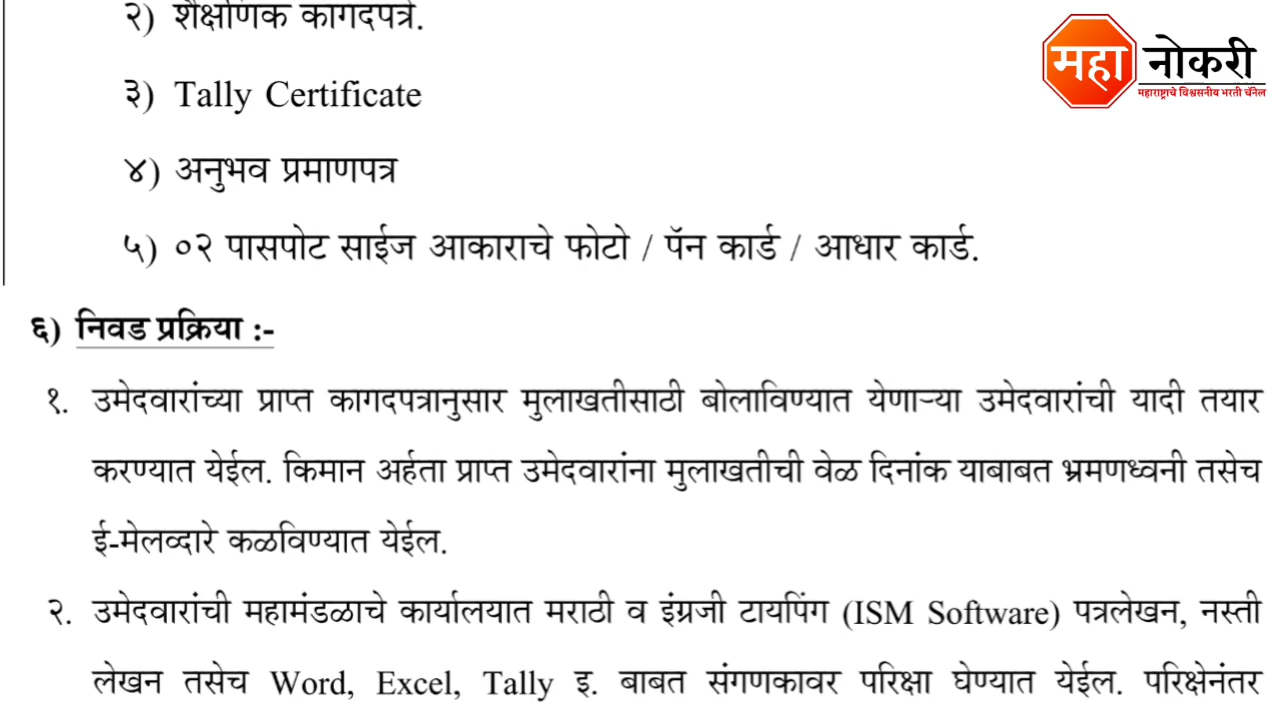 २) शैक्षणिक कागदपत्रे.
महा नोकरी
महाराष्ट्राचे विश्वसनीय भरती चॅनेल
३) Tally Certificate
४) अनुभव प्रमाणपत्र
५) ०२ पासपोट साईज आकाराचे फोटो / पॅन कार्ड / आधार कार्ड.
६) निवड प्रक्रिया :-
१. उमेदवारांच्या प्राप्त कागदपत्रानुसार मुलाखतीसाठी बोलाविण्यात येणाऱ्या उमेदवारांची यादी तयार
करण्यात येईल. किमान अर्हता प्राप्त उमेदवारांना मुलाखतीची वेळ दिनांक याबाबत भ्रमणध्वनी तसेच
ई-मेलव्दारे कळविण्यात येईल.
२. उमेदवारांची महामंडळाचे कार्यालयात मराठी व इंग्रजी टायपिंग (ISM Software) पत्रलेखन, नस्ती
लेखन तसेच Word, Excel, Tally इ. बाबत संगणकावर परिक्षा घेण्यात येईल. परिक्षेनंतर